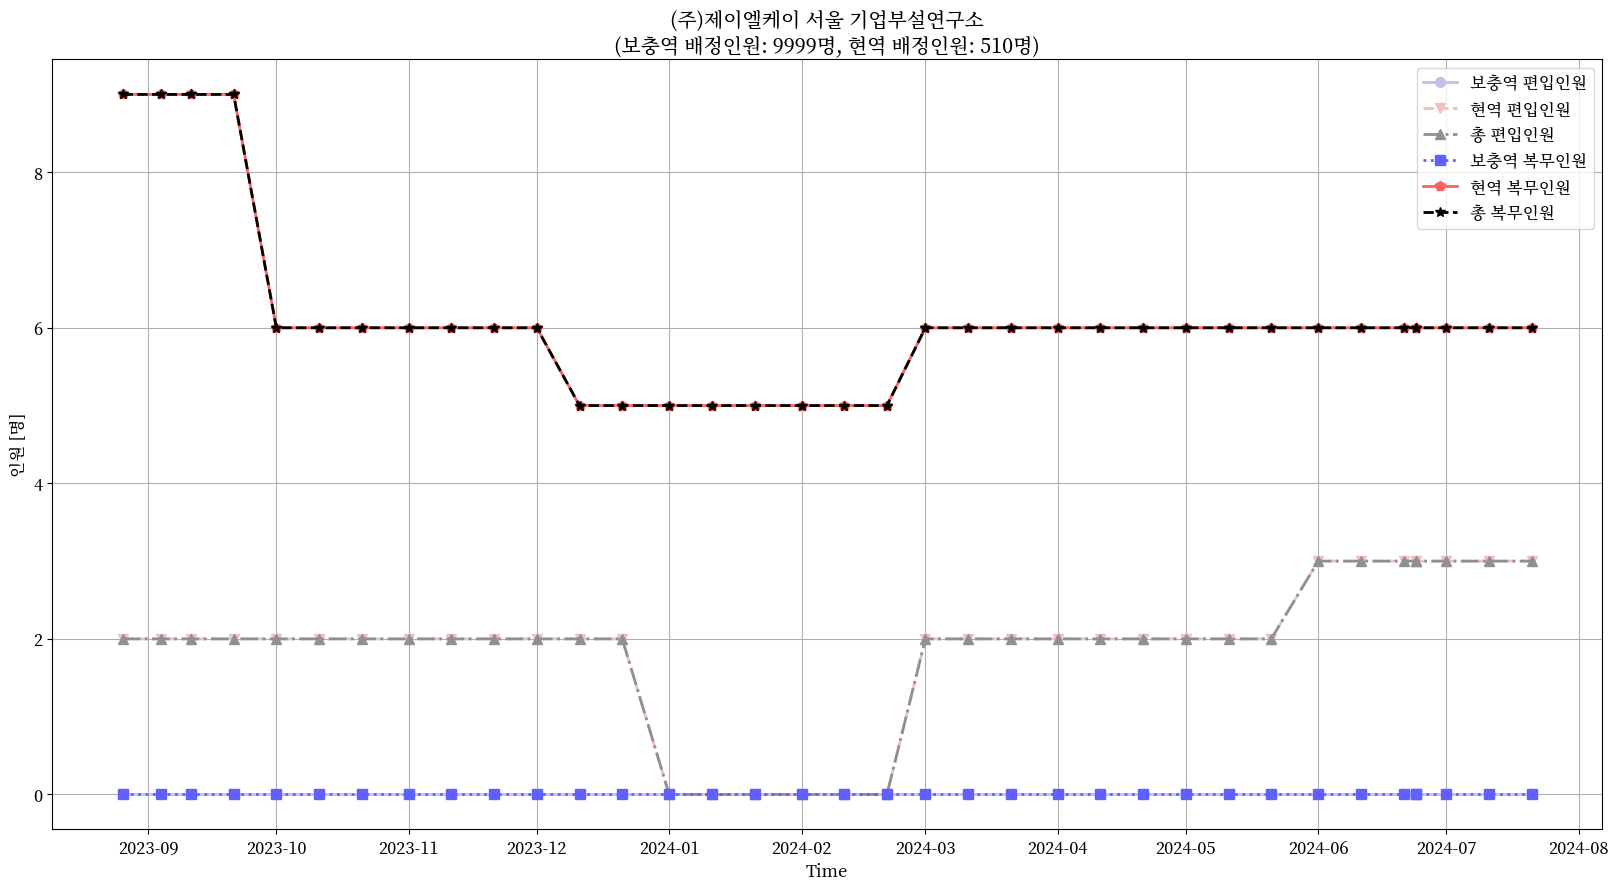 (주)제이엘케이 서울 기업부설연구소
(보충역 배정인원: 9999명, 현역 배정인원: 510명)
보충역 편입인원
현역 편입인원
총 편입인원
보충역 복무인원
현역 복무인원
총 복무인원
인원 [명]
8
6
4
2
0
2023-09
2023-10
2023-11
2023-12
2024-01
2024-02
2024-03
2024-04
2024-05
2024-06
2024-07
2024-08
Time